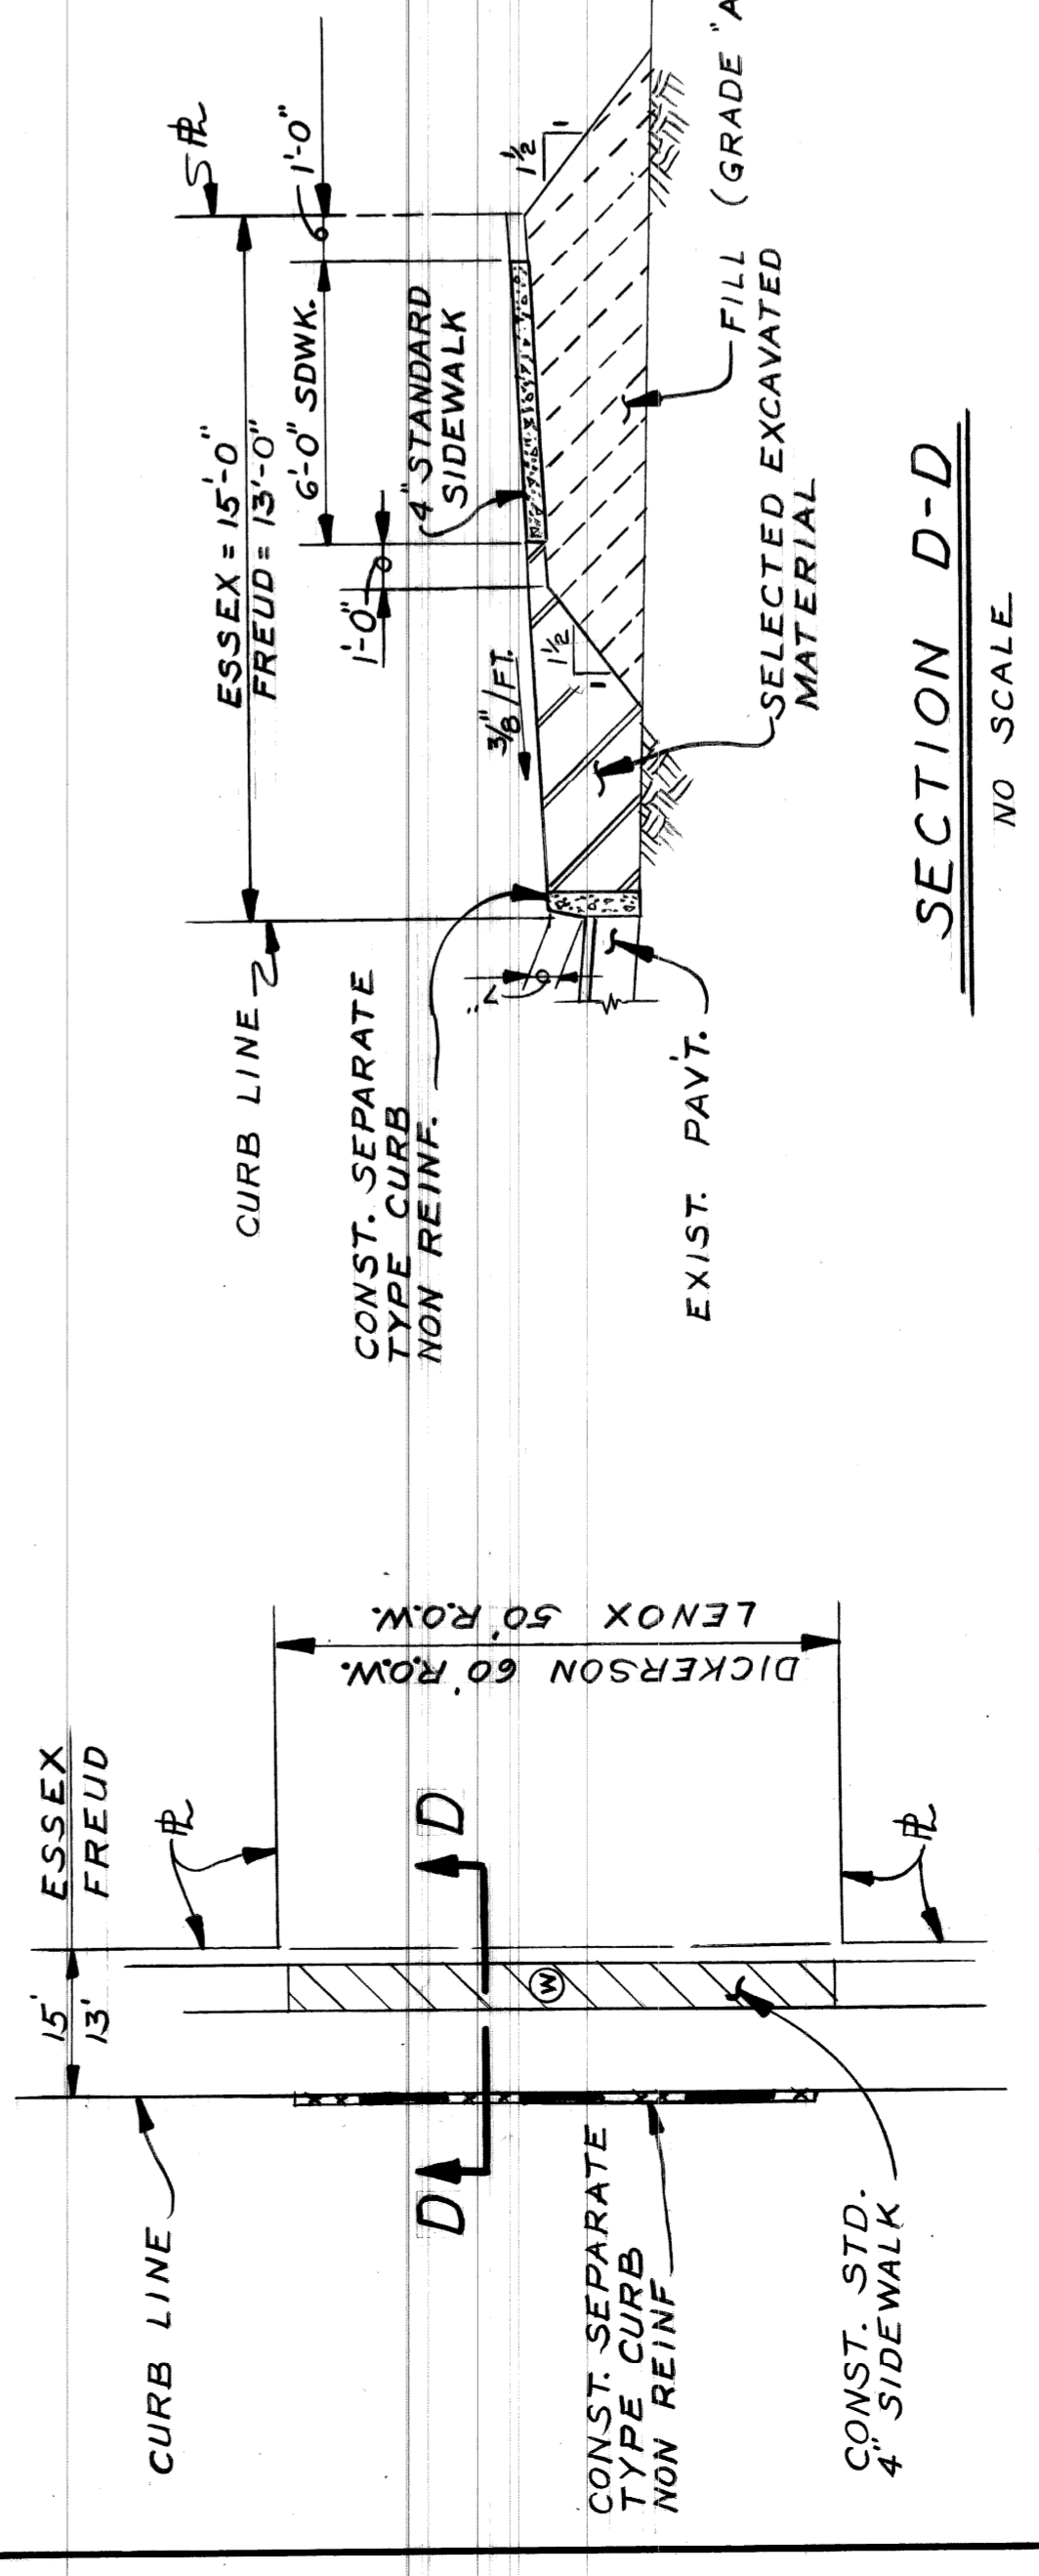 15' ESSEX
13' FREUD
CURB LINE
PL
PL
D D
DICKERSON 60' R.O.W.
LENOX 50' R.O.W.
W
CONST. SEPARATE
TYPE CURB
NON REINF.
CONST. STD.
4" SIDEWALK
PL
ESSEX = 15'-0"
FREUD = 13'-0"
CURB LINE
1'-0"
6'-0" SDWK.
1'-0"
4" STANDARD
SIDEWALK
CONST. SEPARATE
TYPE CURB
NON REINF.
3/8"/FT.
7"
1½
1
1½
1
EXIST. PAV'T.
FILL (GRADE "A
SELECTED EXCAVATED
MATERIAL
SECTION D-D
NO SCALE